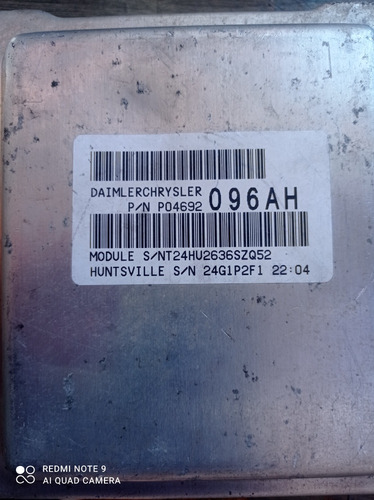 DAIMLERCHRYSLER
P/N P04692 096AH
MODULE S/NT24HU2636SZQ52
HUNTSVILLE S/N 24G1P2F1 22:04
REDMI NOTE 9
AI QUAD CAMERA